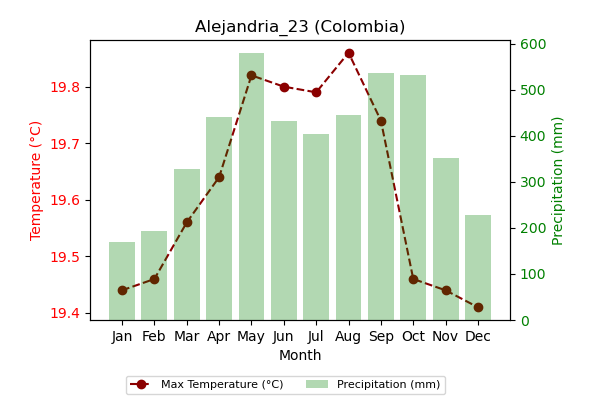 Alejandria_23 (Colombia)
Temperature (°C)
19.8
19.7
19.6
19.5
19.4
600
500
400
300
200
100
0
Precipitation (mm)
Jan Feb Mar Apr May Jun Jul Aug Sep Oct Nov Dec
Month
Max Temperature (°C) Precipitation (mm)